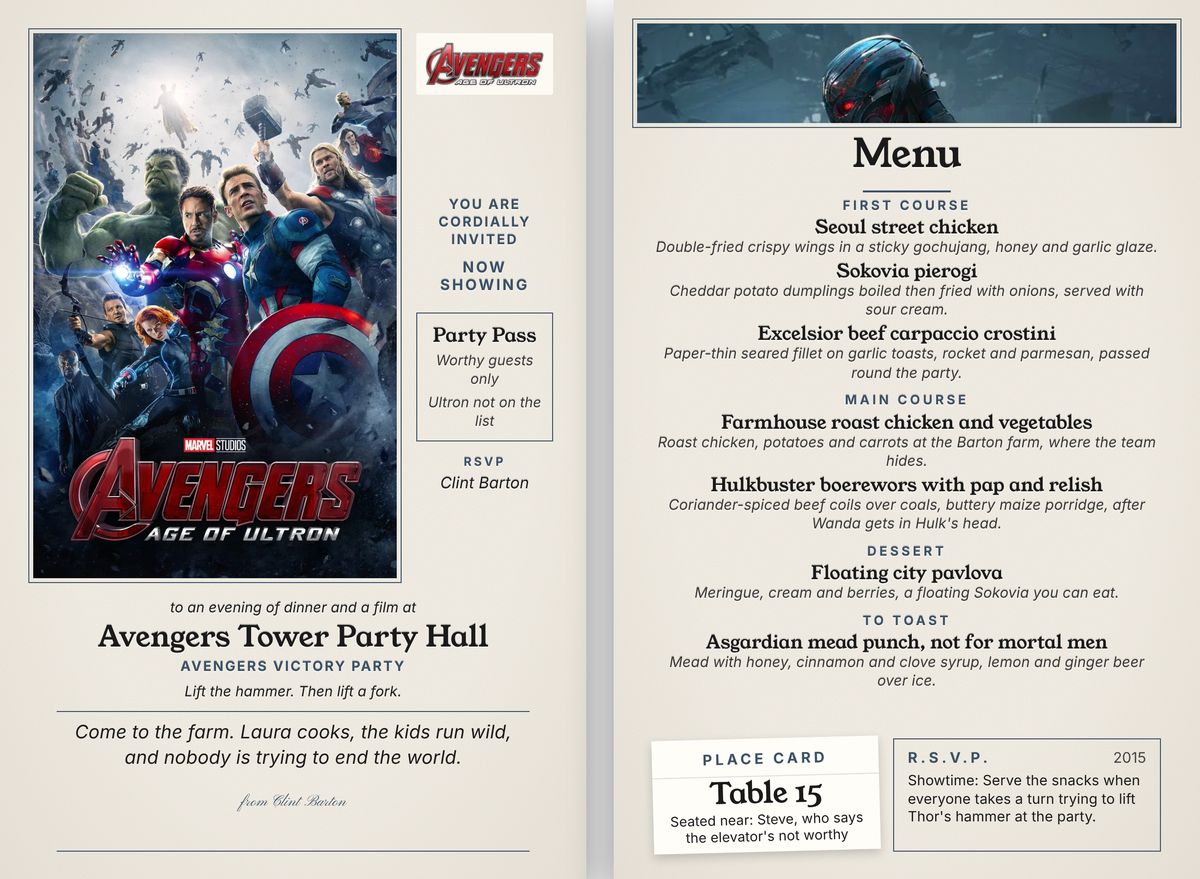 AVENGERS
AGE OF ULTRON
YOU ARE
CORDIALLY
INVITED
NOW
SHOWING
Party Pass
Worthy guests
only
Ultron not on the
list
RSVP
Clint Barton
MARVEL STUDIOS
AVENGERS
AGE OF ULTRON
to an evening of dinner and a film at
Avengers Tower Party Hall
AVENGERS VICTORY PARTY
Lift the hammer. Then lift a fork.
Come to the farm. Laura cooks, the kids run wild,
and nobody is trying to end the world.
from Clint Barton
Menu
FIRST COURSE
Seoul street chicken
Double-fried crispy wings in a sticky gochujang, honey and garlic glaze.
Sokovia pierogi
Cheddar potato dumplings boiled then fried with onions, served with
sour cream.
Excelsior beef carpaccio crostini
Paper-thin seared fillet on garlic toasts, rocket and parmesan, passed
round the party.
MAIN COURSE
Farmhouse roast chicken and vegetables
Roast chicken, potatoes and carrots at the Barton farm, where the team
hides.
Hulkbuster boerewors with pap and relish
Coriander-spiced beef coils over coals, buttery maize porridge, after
Wanda gets in Hulk's head.
DESSERT
Floating city pavlova
Meringue, cream and berries, a floating Sokovia you can eat.
TO TOAST
Asgardian mead punch, not for mortal men
Mead with honey, cinnamon and clove syrup, lemon and ginger beer
over ice.
PLACE CARD
Table 15
Seated near: Steve, who says
the elevator's not worthy
R.S.V.P. 2015
Showtime: Serve the snacks when
everyone takes a turn trying to lift
Thor's hammer at the party.